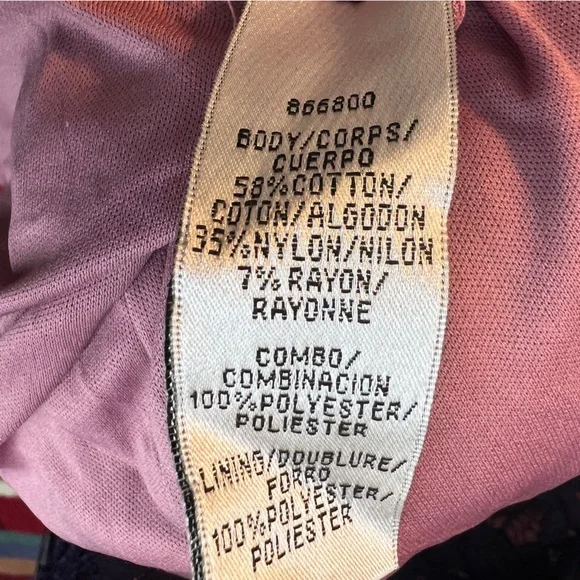 866800
BODY/CORPS/
CUERPO
58%COTTON/
COTON/ALGODON
35%NYLON/NILON
7%RAYON/
RAYONNE
COMBO/
COMBINACION
100%POLYESTER/
POLIESTER
LINING/DOUBLURE/
FORRO
100%POLYESTER/
POLIESTER